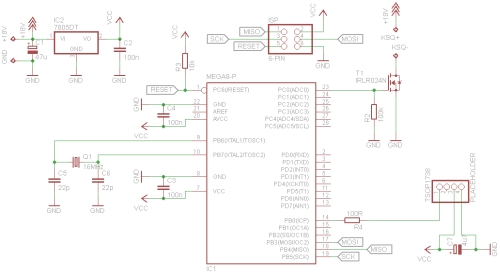 IC2
7805DT
+18V
+18V
VI
VO
GND
C1
47u
C2
100n
VCC
GND
GND
GND
GND
ISP
MISO
SCK
RESET
MOSI
6-PIN
VCC
GND
+18V
KSQ+
KSQ-
T1
IRLR024N
R2
100k
GND
GND
VCC
R3
10k
RESET
MEGA8-P
1
PC6(RESET)
22
GND
21
AREF
20
AVCC
C4
100n
GND
VCC
9
PB6(XTAL1/TOSC1)
10
PB7(XTAL2/TOSC2)
Q1
16MHz
C5
22p
C6
22p
GND
GND
8
GND
7
VCC
C3
100n
GND
VCC
IC1
PC0(ADC0)
23
PC1(ADC1)
24
PC2(ADC2)
25
PC3(ADC3)
26
PC4(ADC4/SDA)
27
PC5(ADC5/SCL)
28
PD0(RXD)
2
PD1(TXD)
3
PD2(INT0)
4
PD3(INT1)
5
PD4(XCK/T0)
6
PD5(T1)
11
PD6(AIN0)
12
PD7(AIN1)
13
PB0(ICP)
14
PB1(OC1A)
15
PB2(SS/OC1B)
16
PB3(MOSI/OC2)
17
PB4(MISO)
18
PB5(SCK)
19
100R
R4
MOSI
MISO
SCK
TSOP1738
PLACEHOLDER
VCC
4u7
GND